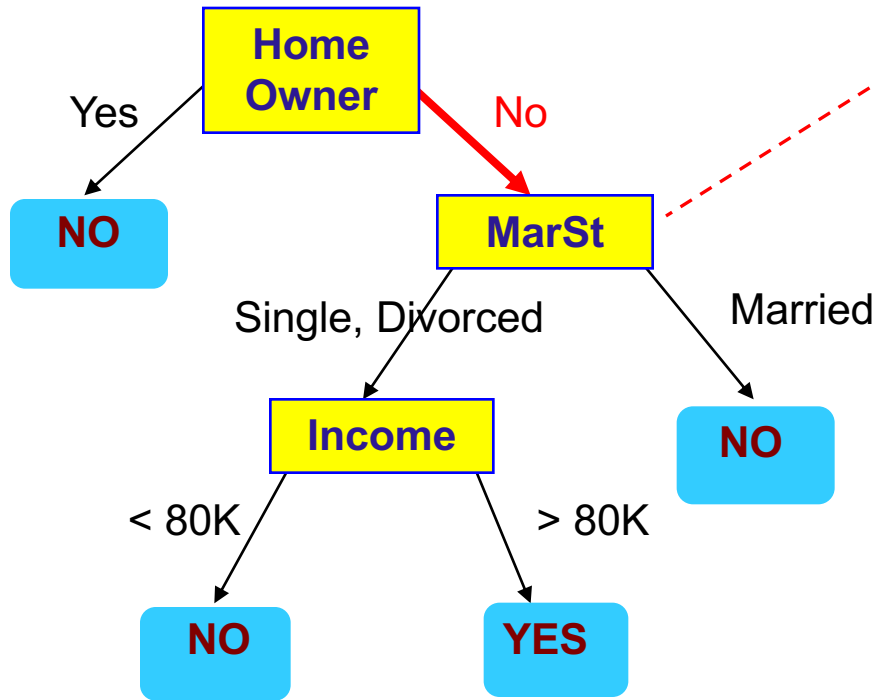 Home
Owner
Yes
No
NO
MarSt
Single, Divorced
Married
Income
NO
< 80K
> 80K
NO
YES